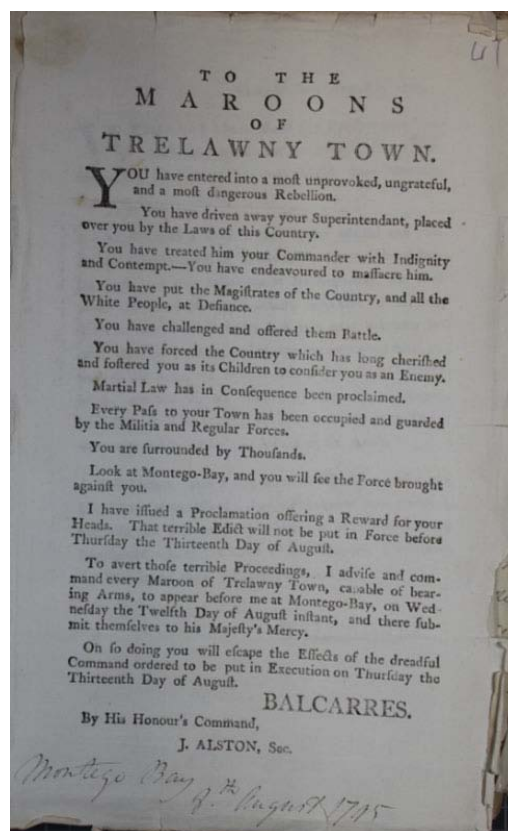 TO THE
MAROONS
OF
TRELAWNY TOWN.
YOU have entered into a moſt unprovoked, ungrateful,
and a moſt dangerous Rebellion.
You have driven away your Superintendant, placed
over you by the Laws of this Country.
You have treated him your Commander with Indignity
and Contempt.—You have endeavoured to maſſacre him.
You have put the Magiſtrates of the Country, and all the
White People, at Defiance.
You have challenged and offered them Battle.
You have forced the Country which has long cheriſhed
and foſtered you as its Children to conſider you as an Enemy.
Martial Law has in Conſequence been proclaimed.
Every Paſs to your Town has been occupied and guarded
by the Militia and Regular Forces.
You are ſurrounded by Thouſands.
Look at Montego-Bay, and you will ſee the Force brought
againſt you.
I have iſſued a Proclamation offering a Reward for your
Heads. That terrible Edict will not be put in Force before
Thurſday the Thirteenth Day of Auguſt.
To avert thoſe terrible Proceedings, I adviſe and com-
mand every Maroon of Trelawny Town, capable of bear-
ing Arms, to appear before me at Montego-Bay, on Wed-
neſday the Twelfth Day of Auguſt inſtant, and there ſub-
mit themſelves to his Majeſty's Mercy.
On ſo doing you will eſcape the Effects of the dreadful
Command ordered to be put in Execution on Thurſday the
Thirteenth Day of Auguſt.
BALCARRES.
By His Honour's Command,
J. ALSTON, Sec.
Montego Bay
August 1795